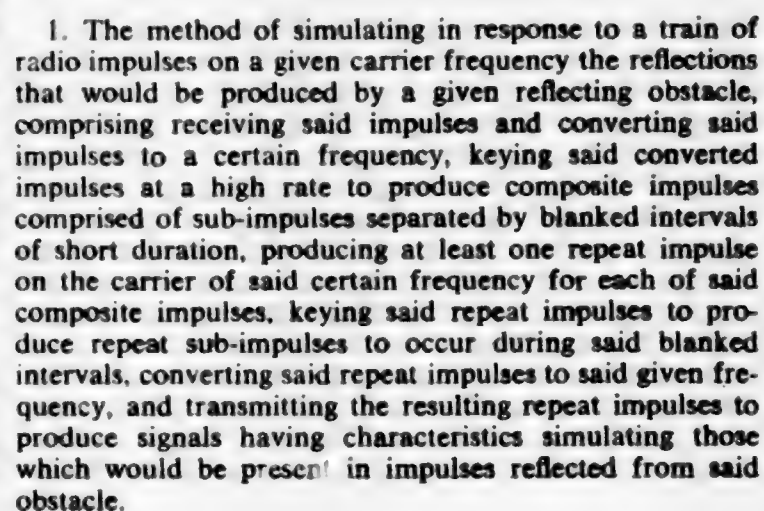 1. The method of simulating in response to a train of
radio impulses on a given carrier frequency the reflections
that would be produced by a given reflecting obstacle,
comprising receiving said impulses and converting said
impulses to a certain frequency, keying said converted
impulses at a high rate to produce composite impulses
comprised of sub-impulses separated by blanked intervals
of short duration, producing at least one repeat impulse
on the carrier of said certain frequency for each of said
composite impulses, keying said repeat impulses to pro-
duce repeat sub-impulses to occur during said blanked
intervals, converting said repeat impulses to said given fre-
quency, and transmitting the resulting repeat impulses to
produce signals having characteristics simulating those
which would be present in impulses reflected from said
obstacle.